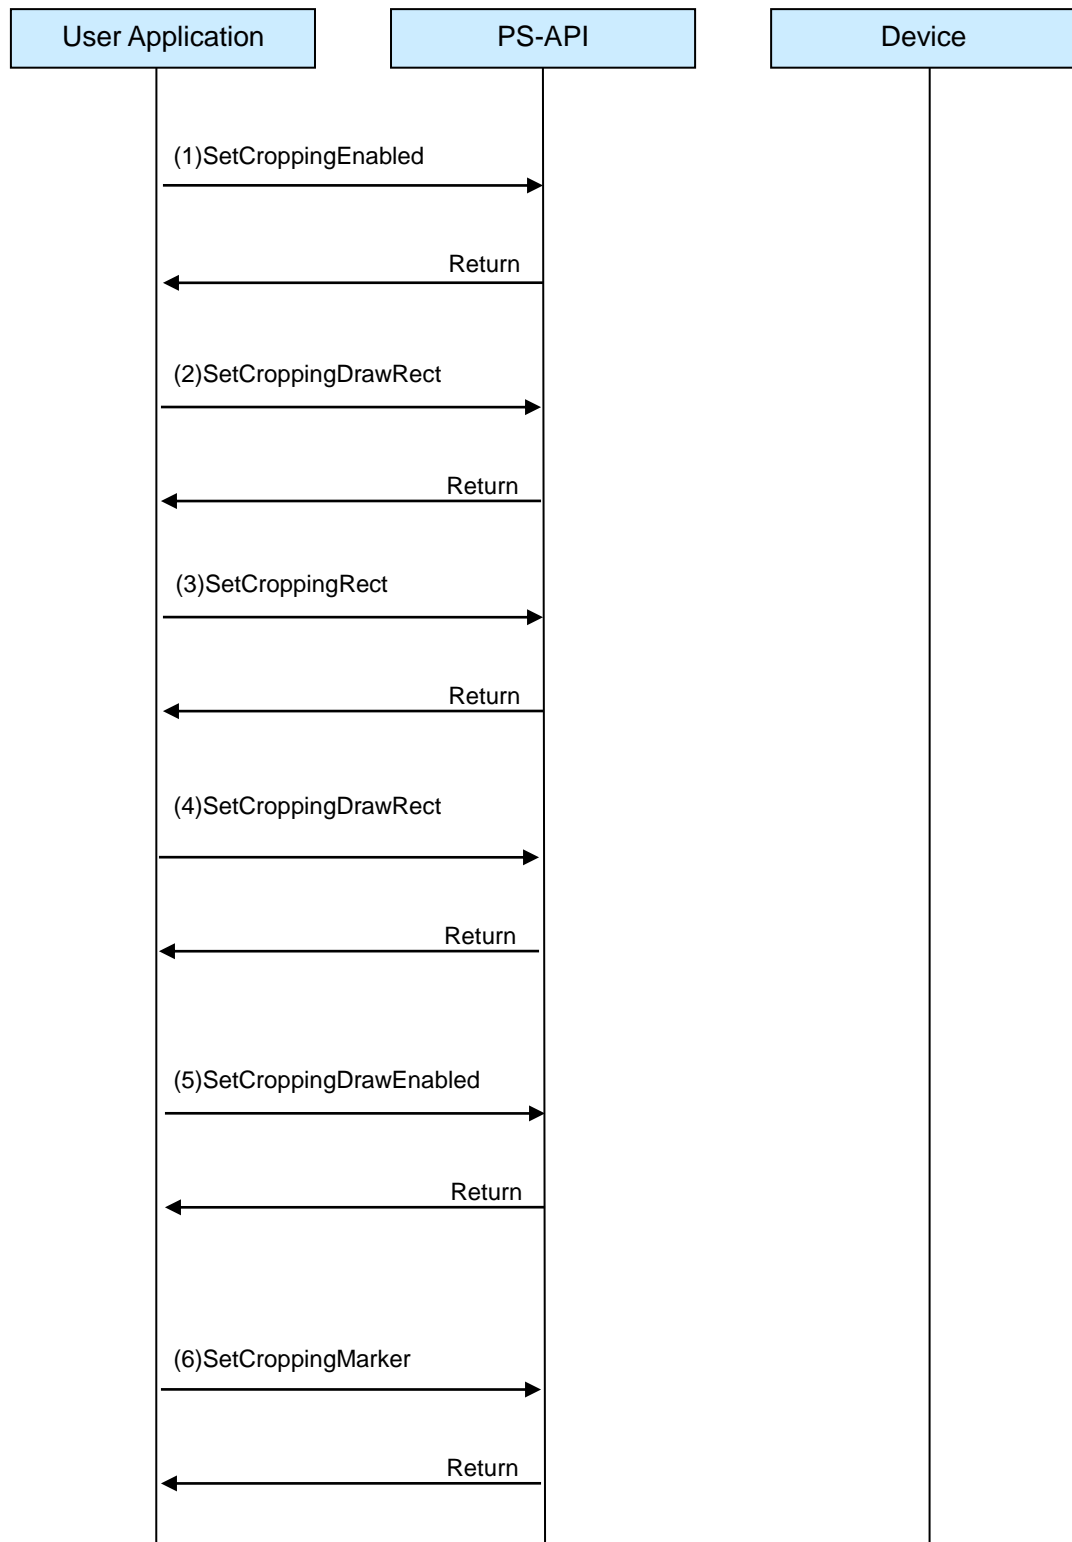 User Application
PS-API
Device
(1)SetCroppingEnabled
Return
(2)SetCroppingDrawRect
Return
(3)SetCroppingRect
Return
(4)SetCroppingDrawRect
Return
(5)SetCroppingDrawEnabled
Return
(6)SetCroppingMarker
Return